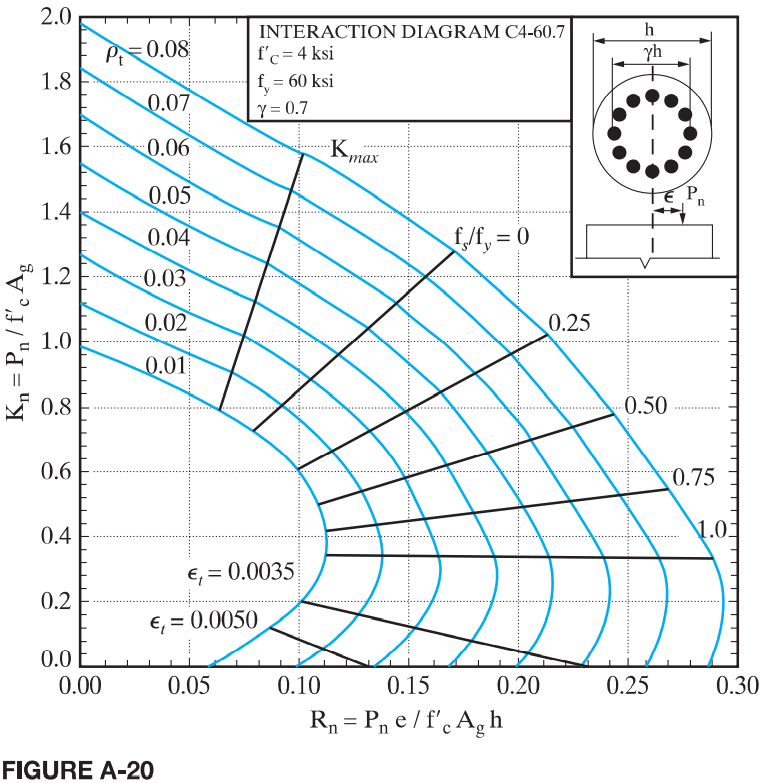 INTERACTION DIAGRAM C4-60.7
f′C = 4 ksi
fy = 60 ksi
γ = 0.7
h
γh
ϵ
Pn
ρt = 0.08
0.07
0.06
0.05
0.04
0.03
0.02
0.01
Kmax
fs/fy = 0
0.25
0.50
0.75
1.0
ϵt = 0.0035
ϵt = 0.0050
Kn = Pn / f′c Ag
2.0
1.8
1.6
1.4
1.2
1.0
0.8
0.6
0.4
0.2
0.0
0.00 0.05 0.10 0.15 0.20 0.25 0.30
Rn = Pn e / f′c Ag h
FIGURE A-20